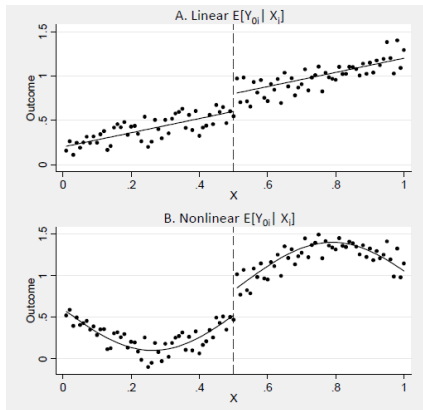 A. Linear E[Y₀ᵢ| Xᵢ]
1.5
1
.5
0
Outcome
0 .2 .4 .6 .8 1
X
B. Nonlinear E[Y₀ᵢ| Xᵢ]
1.5
1
.5
0
Outcome
0 .2 .4 .6 .8 1
X